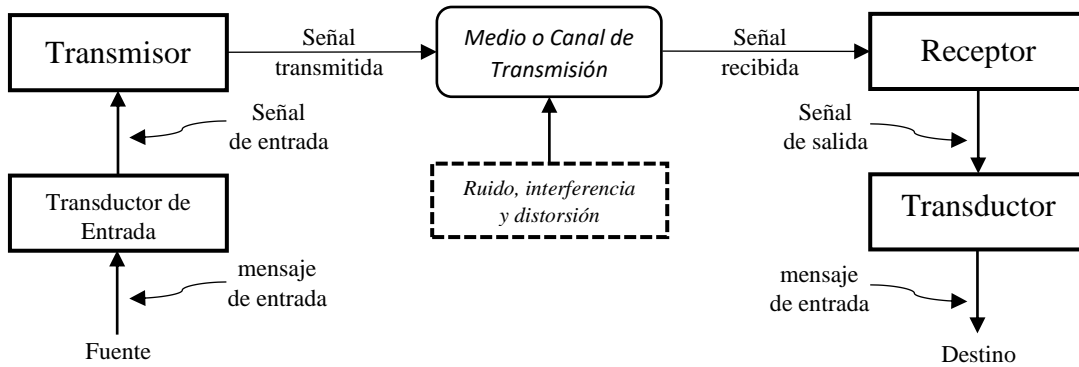 Transmisor
Señal
transmitida
Medio o Canal de
Transmisión
Señal
recibida
Receptor
Señal
de entrada
Señal
de salida
Transductor de
Entrada
Ruido, interferencia
y distorsión
Transductor
mensaje
de entrada
mensaje
de entrada
Fuente
Destino